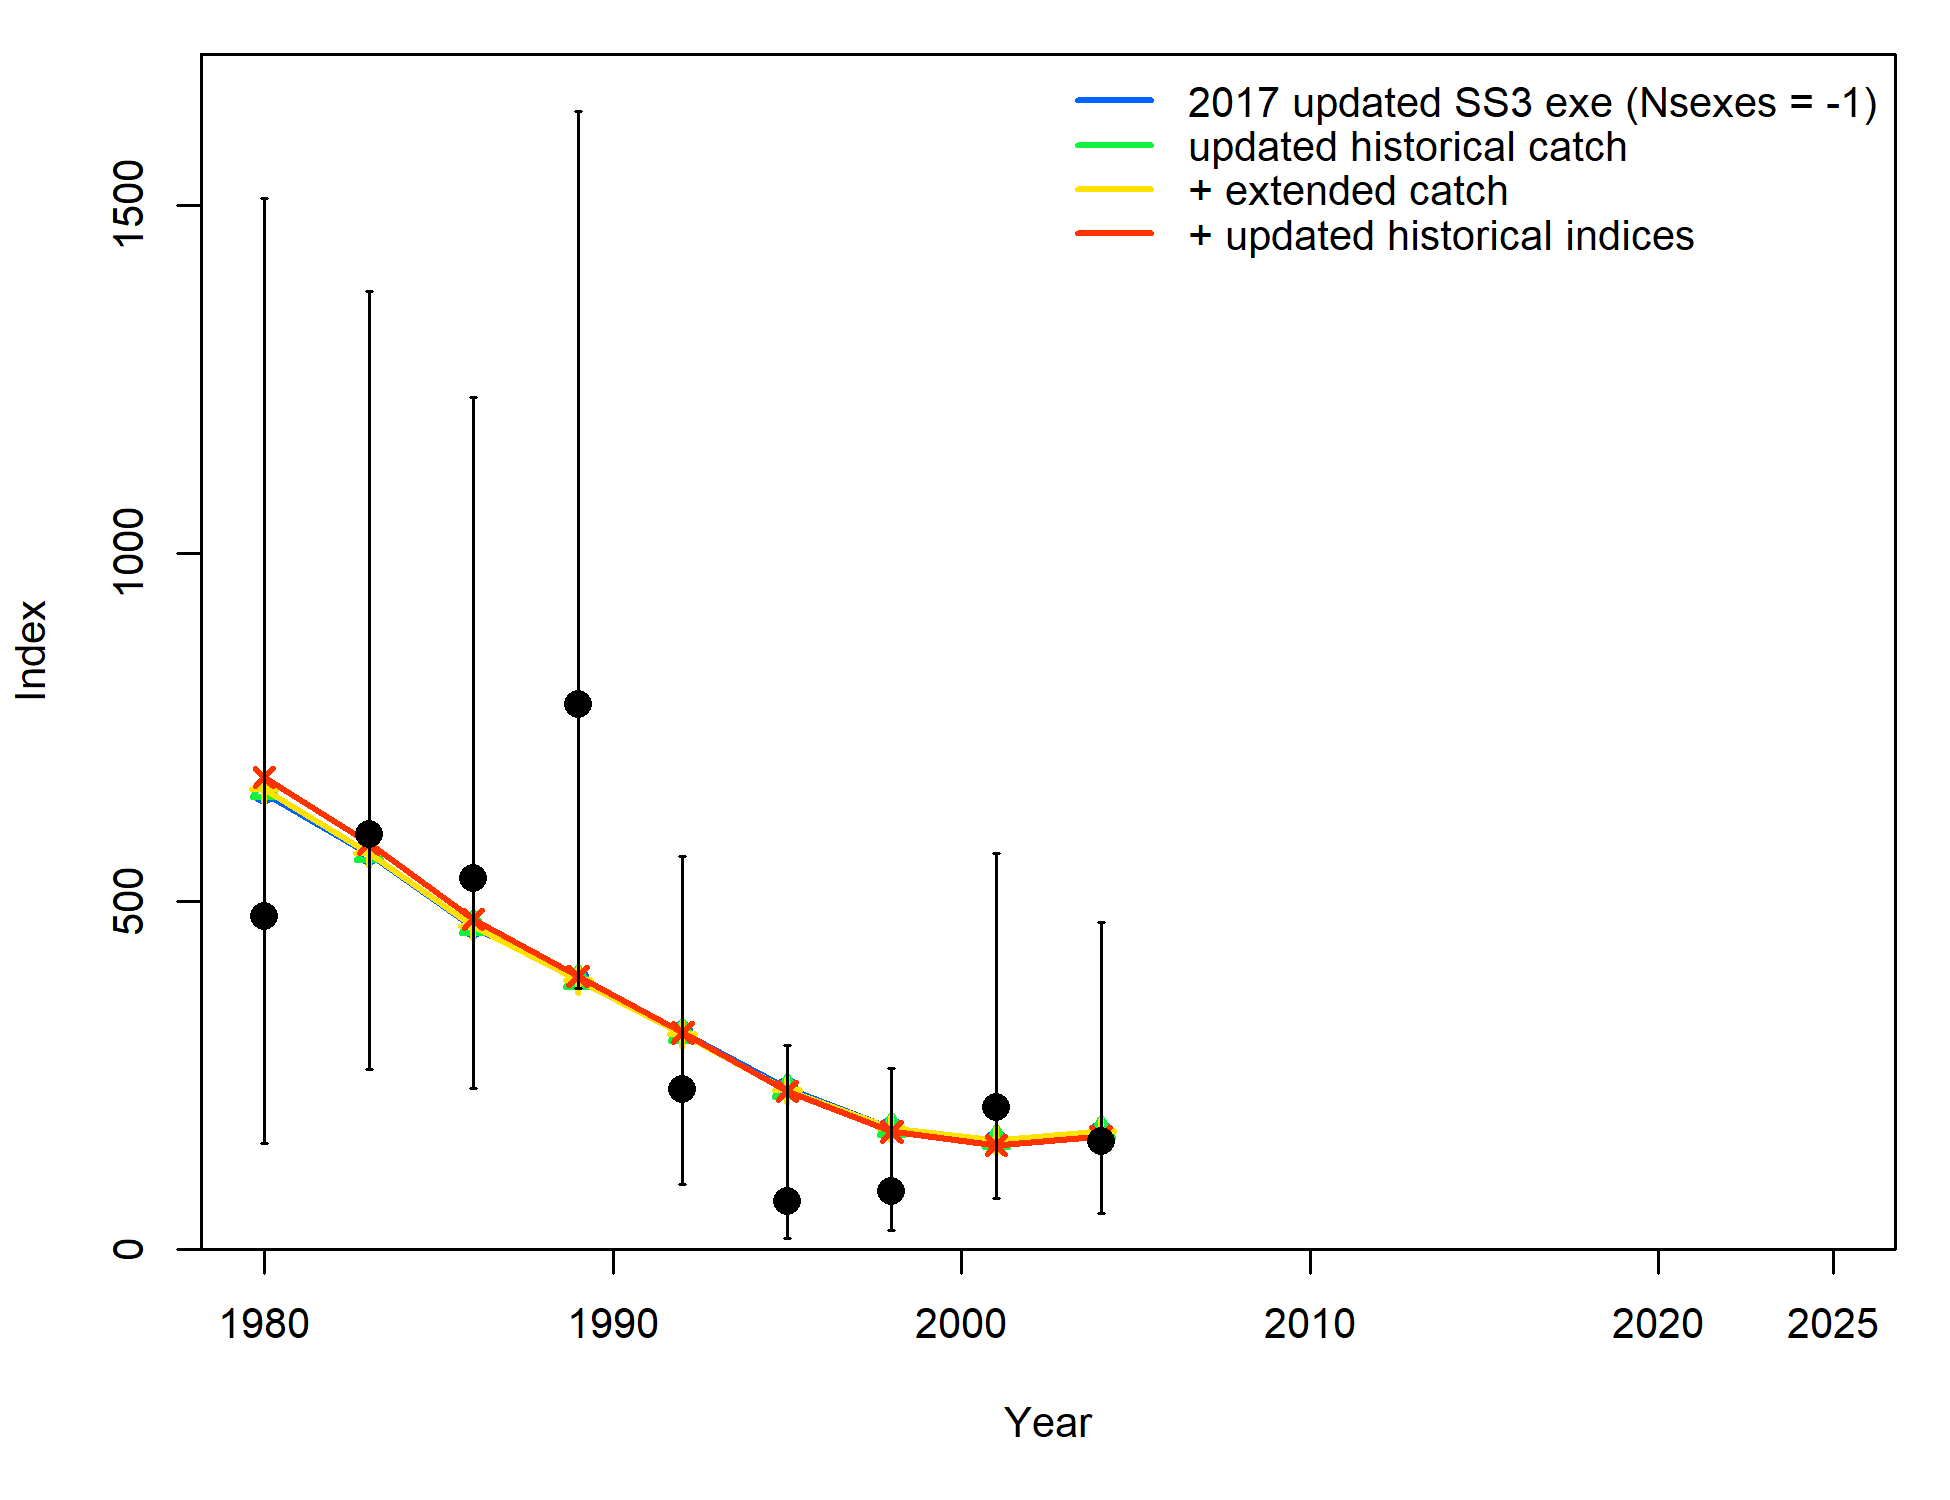 2017 updated SS3 exe (Nsexes = -1)
updated historical catch
+ extended catch
+ updated historical indices
1500
1000
500
0
Index
1980 1990 2000 2010 2020 2025
Year